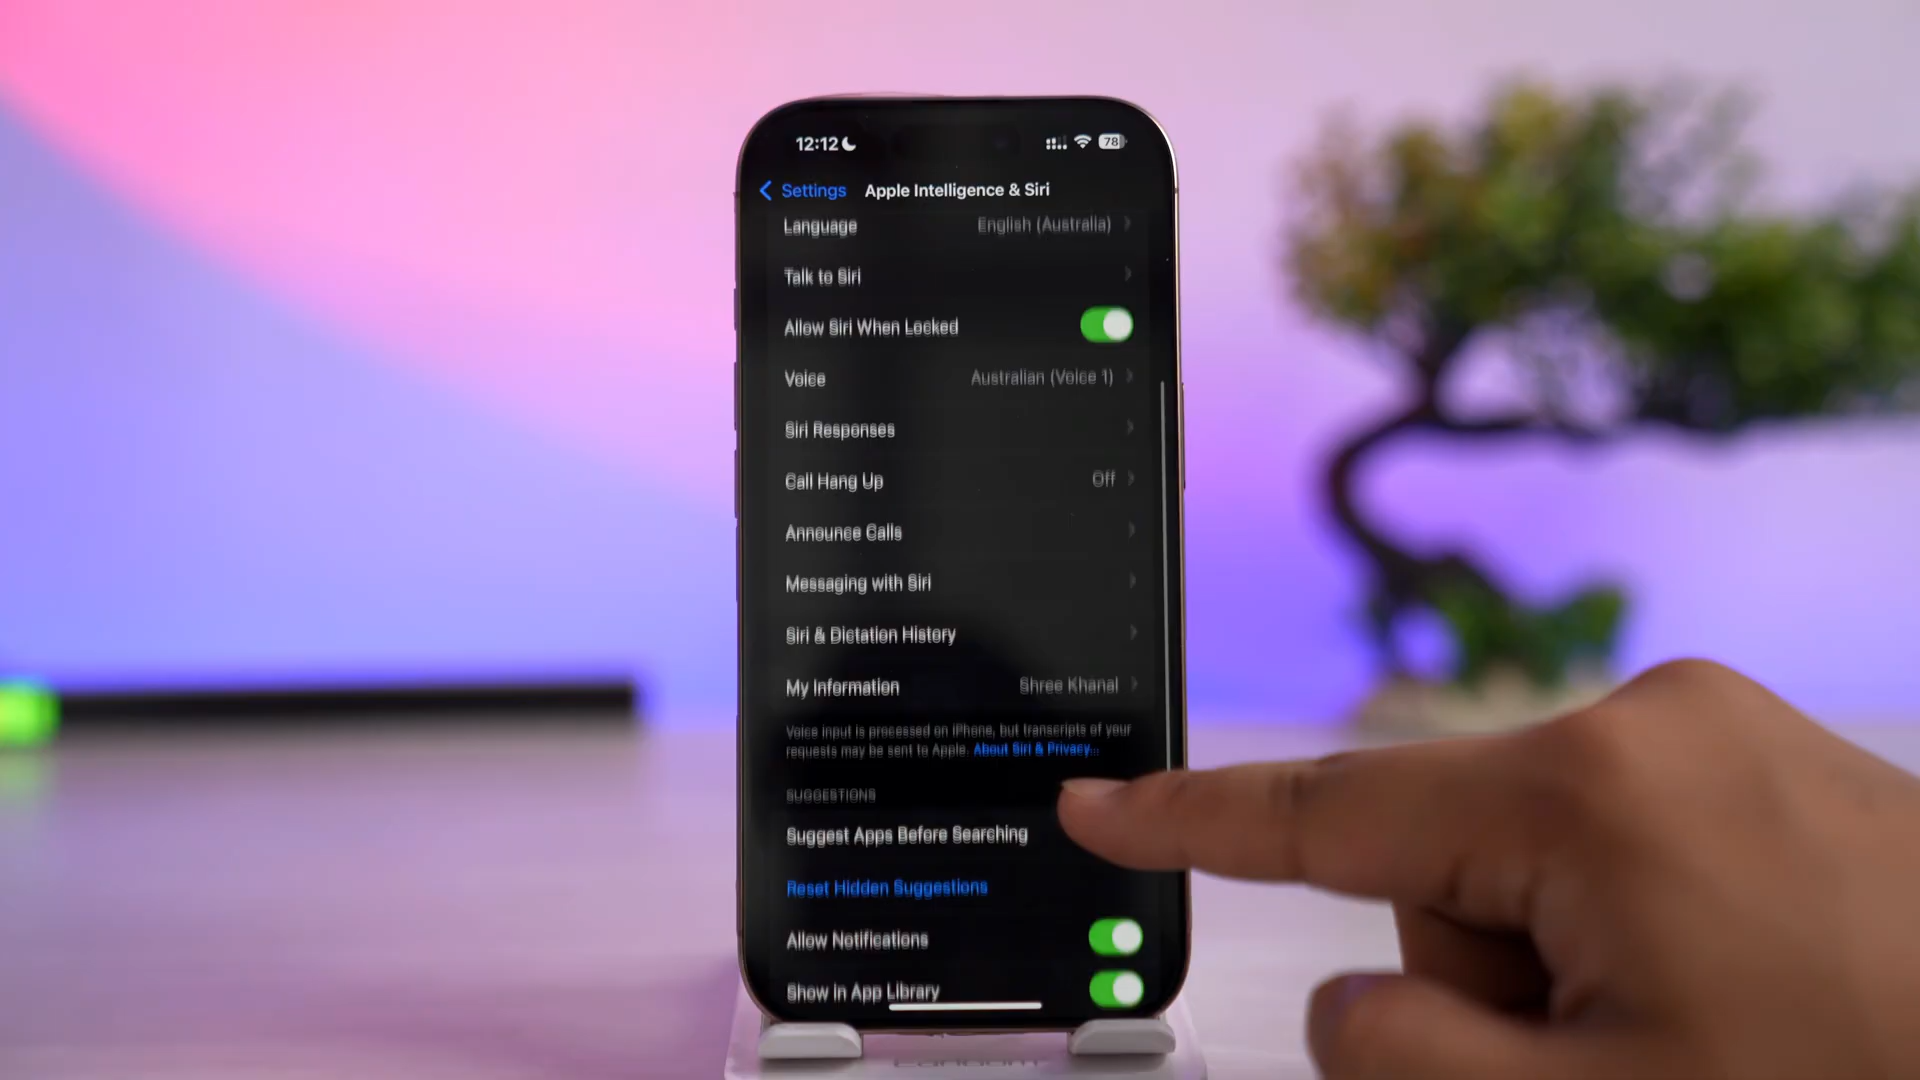 12:12
78
Settings
Apple Intelligence & Siri
Language English (Australia)
Talk to Siri
Allow Siri When Locked
Voice Australian (Voice 1)
Siri Responses
Call Hang Up Off
Announce Calls
Messaging with Siri
Siri & Dictation History
My Information Shree Khanal
Voice input is processed on iPhone, but transcripts of your
requests may be sent to Apple. About Siri & Privacy...
SUGGESTIONS
Suggest Apps Before Searching
Reset Hidden Suggestions
Allow Notifications
Show in App Library